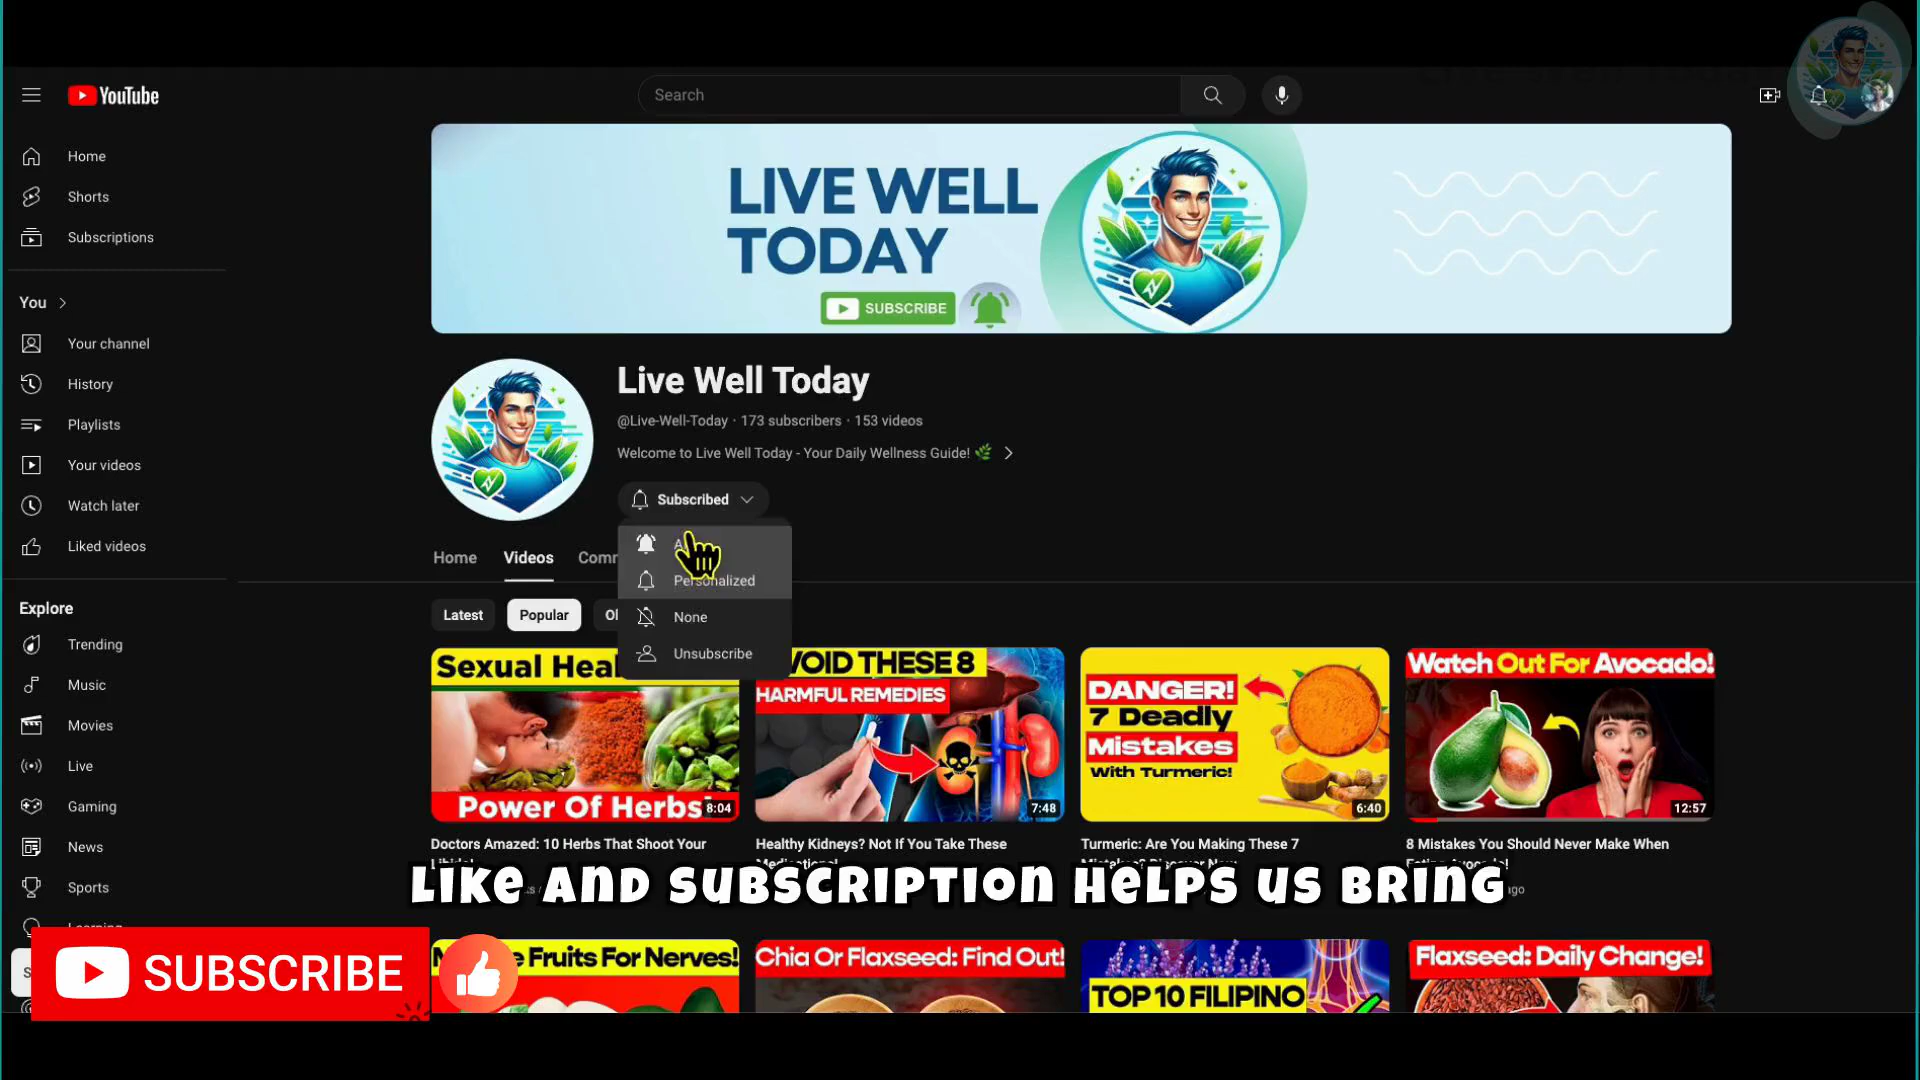 YouTube
Search
Home
Shorts
Subscriptions
You
Your channel
History
Playlists
Your videos
Watch later
Liked videos
Explore
Trending
Music
Movies
Live
Gaming
News
Sports
LIVE WELL
TODAY
SUBSCRIBE
Live Well Today
@Live-Well-Today · 173 subscribers · 153 videos
Welcome to Live Well Today - Your Daily Wellness Guide! 🌿
Subscribed
Personalized
None
Unsubscribe
Home
Videos
Latest
Popular
Power Of Herbs
8:04
Doctors Amazed: 10 Herbs That Shoot Your
VOID THESE 8
HARMFUL REMEDIES
7:48
Healthy Kidneys? Not If You Take These
DANGER!
7 Deadly
Mistakes
With Turmeric!
6:40
Turmeric: Are You Making These 7
Watch Out For Avocado!
12:57
8 Mistakes You Should Never Make When
ago
LIKE AND SUBSCRIPTION HELPS US BRING
SUBSCRIBE
Fruits For Nerves!
Chia Or Flaxseed: Find Out!
TOP 10 FILIPINO
Flaxseed: Daily Change!